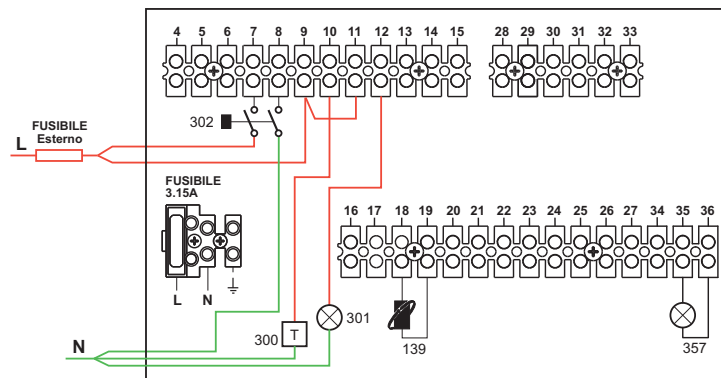 4 5 6 7 8 9 10 11 12 13 14 15 28 29 30 31 32 33
302
FUSIBILE
Esterno
L
FUSIBILE
3.15A
16 17 18 19 20 21 22 23 24 25 26 27 34 35 36
L N
300 T 301
139
357
N